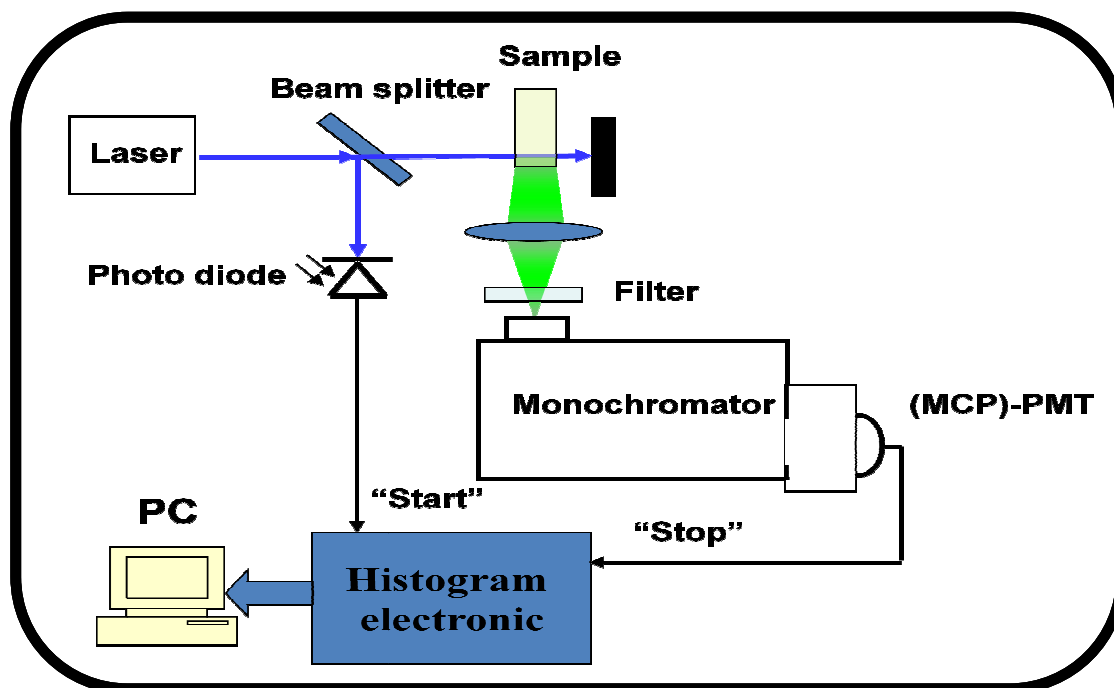 Sample
Beam splitter
Laser
Photo diode
Filter
Monochromator
(MCP)-PMT
“Start”
PC
“Stop”
Histogram
electronic